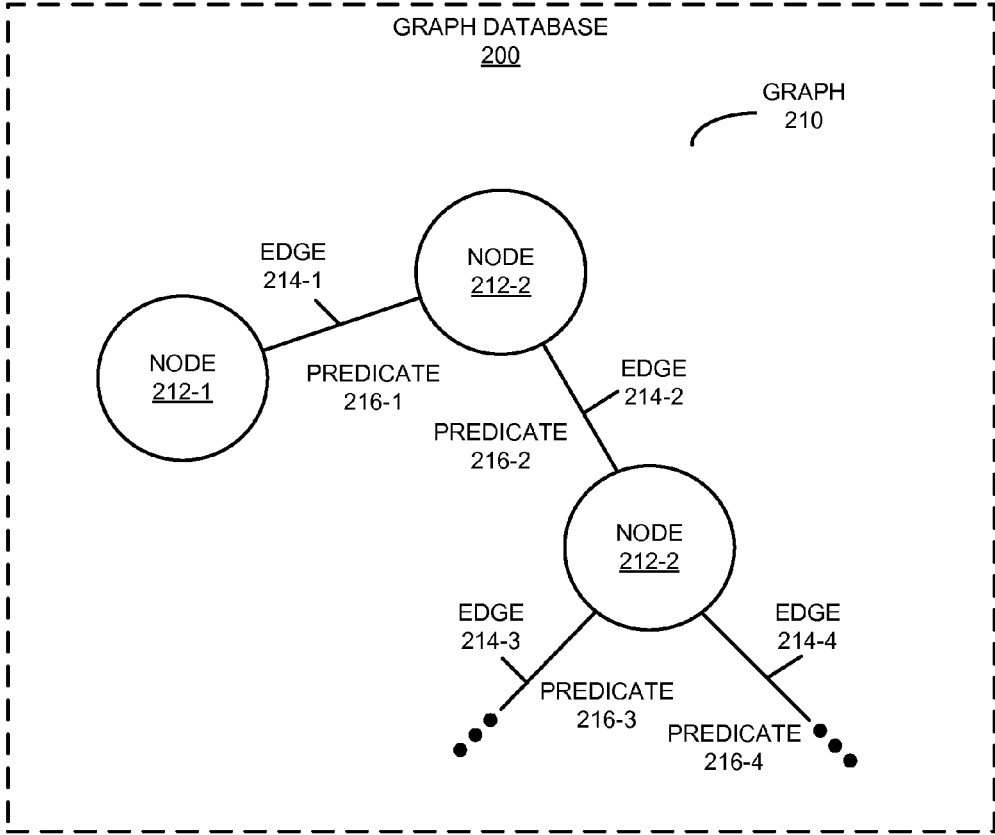 GRAPH DATABASE
200
GRAPH
210
EDGE
214-1
NODE
212-2
NODE
212-1
PREDICATE
216-1
EDGE
214-2
PREDICATE
216-2
NODE
212-2
EDGE
214-3
EDGE
214-4
PREDICATE
216-3
PREDICATE
216-4